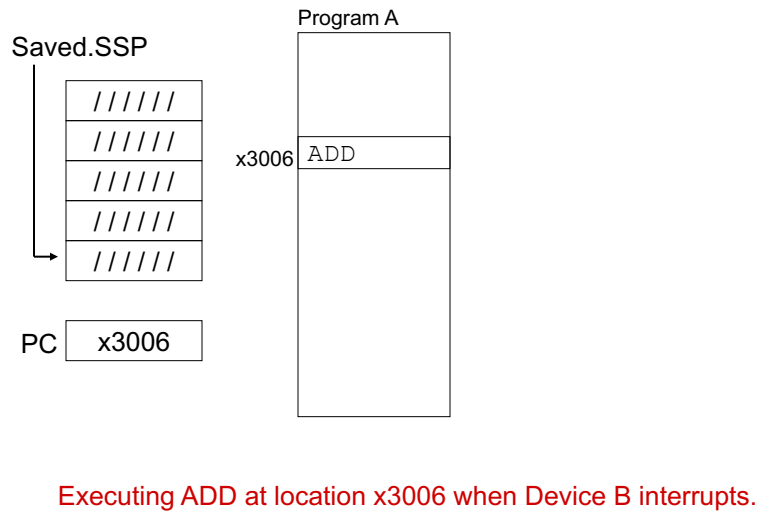 Program A
Saved.SSP
//////
//////
x3006 ADD
//////
//////
//////
PC x3006
Executing ADD at location x3006 when Device B interrupts.